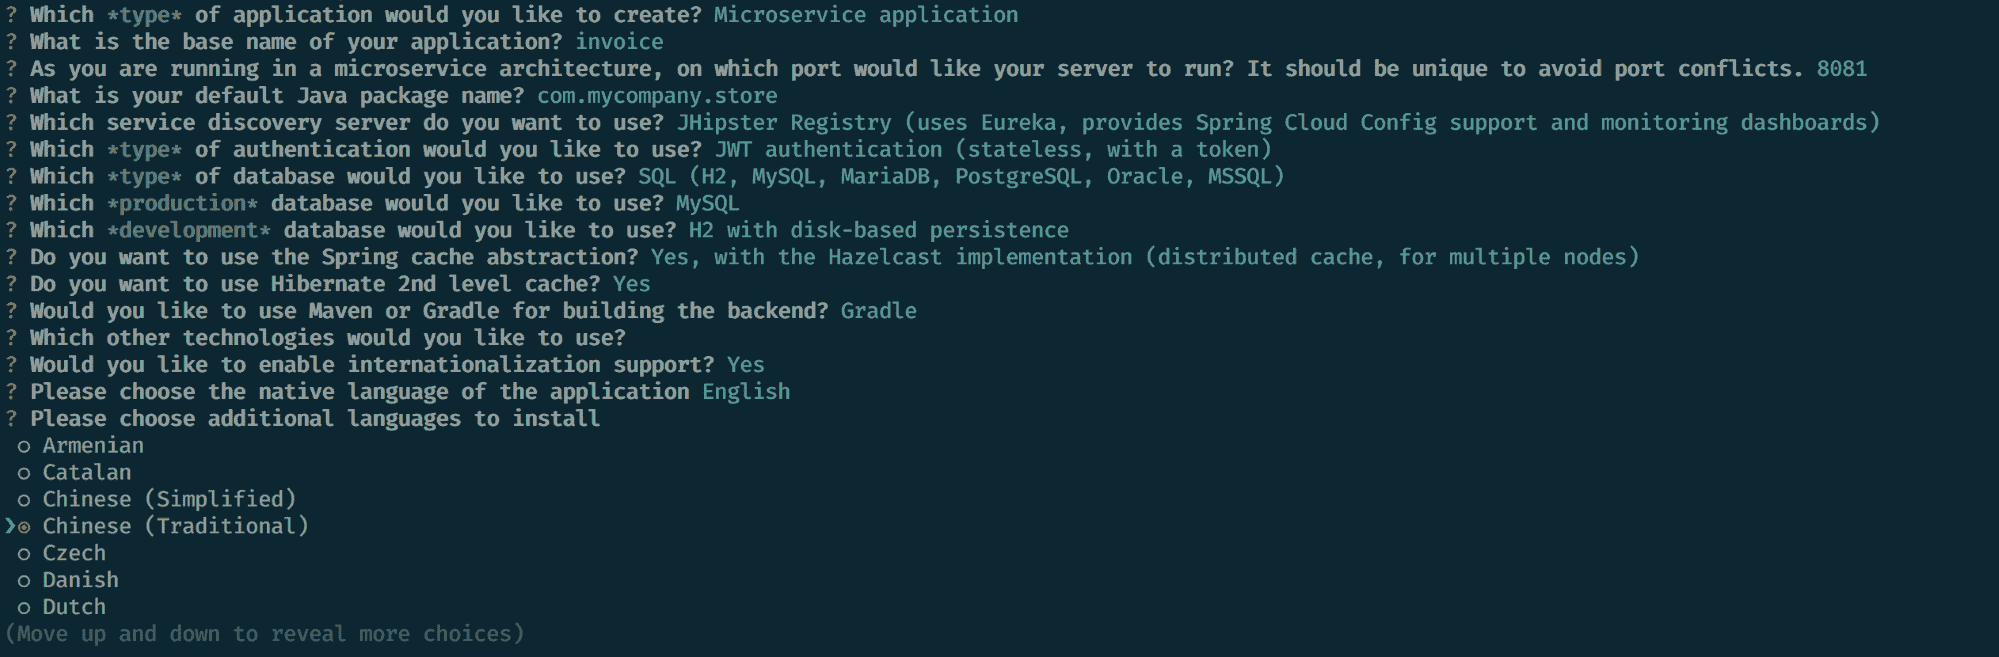 ? Which *type* of application would you like to create? Microservice application
? What is the base name of your application? invoice
? As you are running in a microservice architecture, on which port would like your server to run? It should be unique to avoid port conflicts. 8081
? What is your default Java package name? com.mycompany.store
? Which service discovery server do you want to use? JHipster Registry (uses Eureka, provides Spring Cloud Config support and monitoring dashboards)
? Which *type* of authentication would you like to use? JWT authentication (stateless, with a token)
? Which *type* of database would you like to use? SQL (H2, MySQL, MariaDB, PostgreSQL, Oracle, MSSQL)
? Which *production* database would you like to use? MySQL
? Which *development* database would you like to use? H2 with disk-based persistence
? Do you want to use the Spring cache abstraction? Yes, with the Hazelcast implementation (distributed cache, for multiple nodes)
? Do you want to use Hibernate 2nd level cache? Yes
? Would you like to use Maven or Gradle for building the backend? Gradle
? Which other technologies would you like to use?
? Would you like to enable internationalization support? Yes
? Please choose the native language of the application English
? Please choose additional languages to install
○ Armenian
○ Catalan
○ Chinese (Simplified)
❯◉ Chinese (Traditional)
○ Czech
○ Danish
○ Dutch
(Move up and down to reveal more choices)